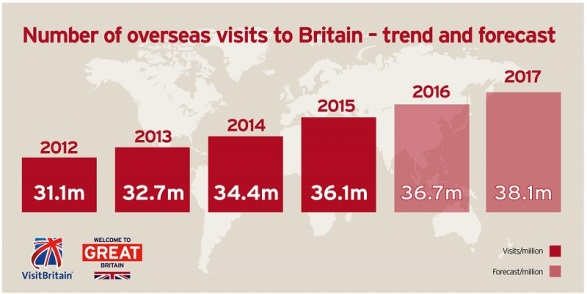 Number of overseas visits to Britain - trend and forecast
2012
31.1m
2013
32.7m
2014
34.4m
2015
36.1m
2016
36.7m
2017
38.1m
VisitBritain
WELCOME TO
GREAT
BRITAIN
Visits/million
Forecast/million